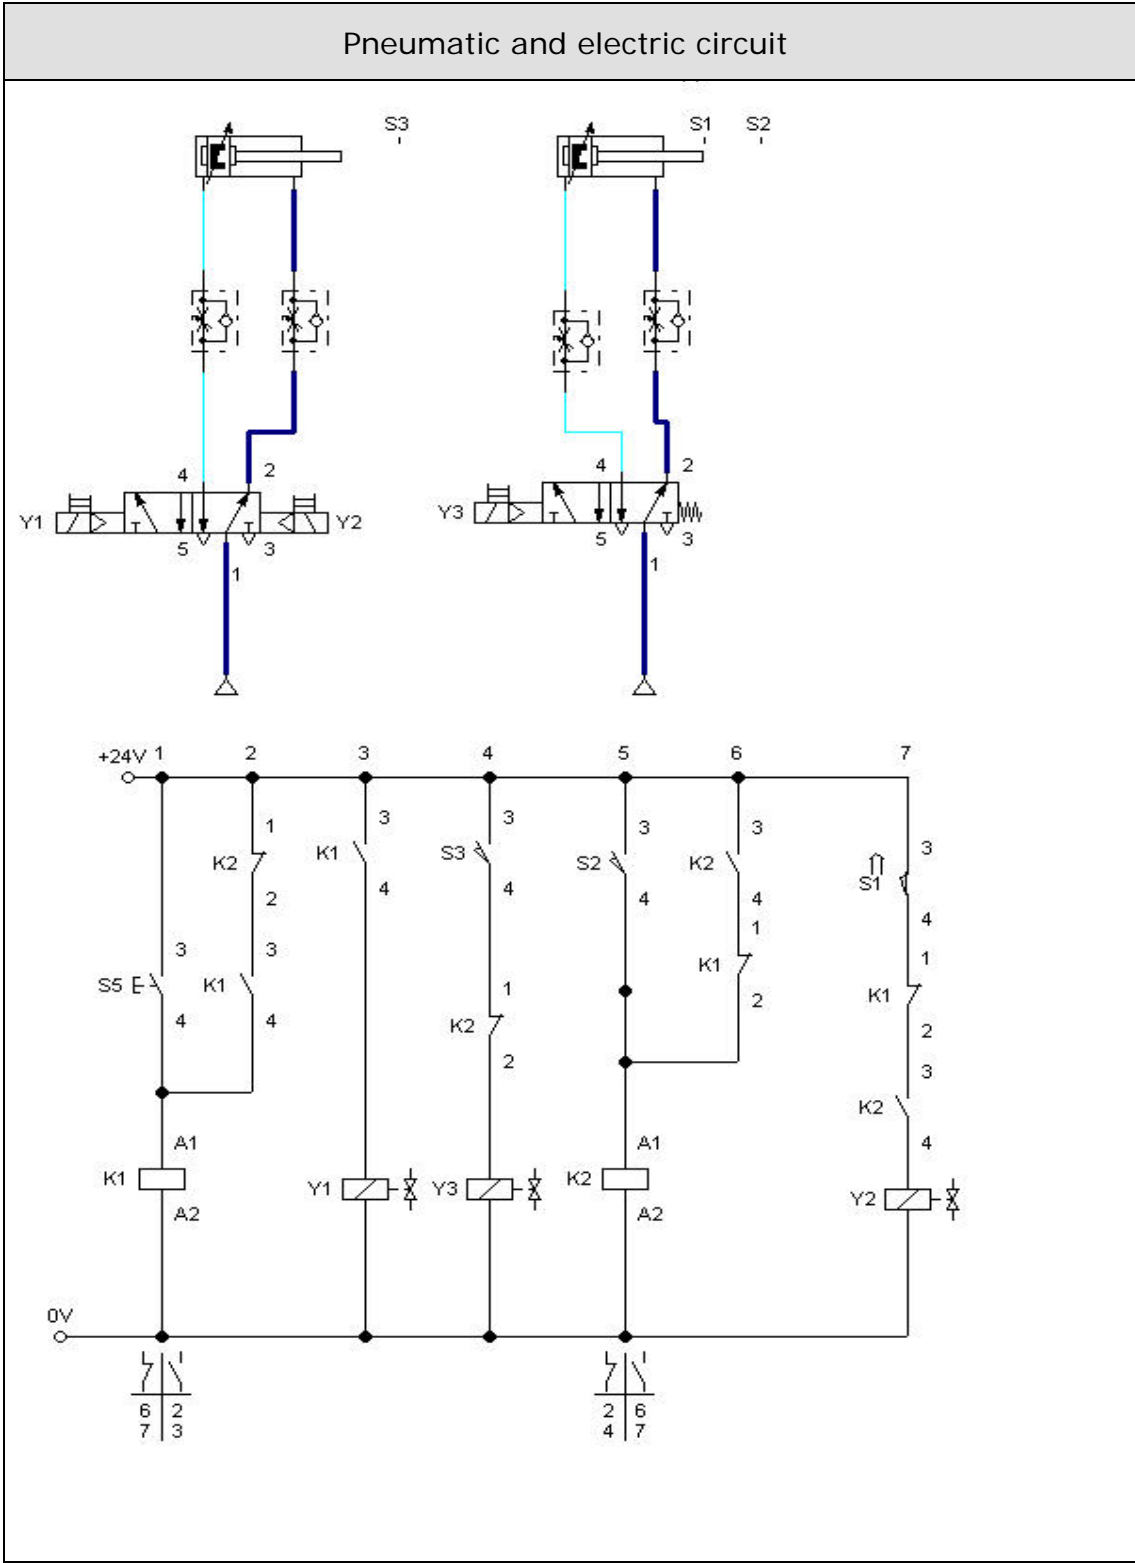 Pneumatic and electric circuit
S3 S1 S2
4 2 4 2
Y1 Y2 Y3
5 3 5 3
1 1
+24V 1 2 3 4 5 6 7
3 3 3 3
1
K2 K1 S3 S2 K2 S1 3
2 4 4 4 4 4
1
3 3 K1 1
S5 K1 2 K1
4 4 1 2
K2 3
2 K2
A1 A1 4
K1 Y1 Y3 K2 Y2
A2 A2
0V
6 2 2 6
7 3 4 7